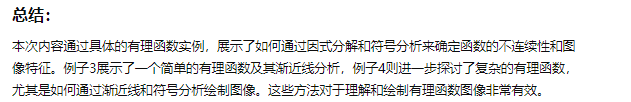 总结：
本次内容通过具体的有理函数实例，展示了如何通过因式分解和符号分析来确定函数的不连续性和图
像特征。例子3展示了一个简单的有理函数及其渐近线分析，例子4则进一步探讨了复杂的有理函数，
尤其是如何通过渐近线和符号分析绘制图像。这些方法对于理解和绘制有理函数图像非常有效。